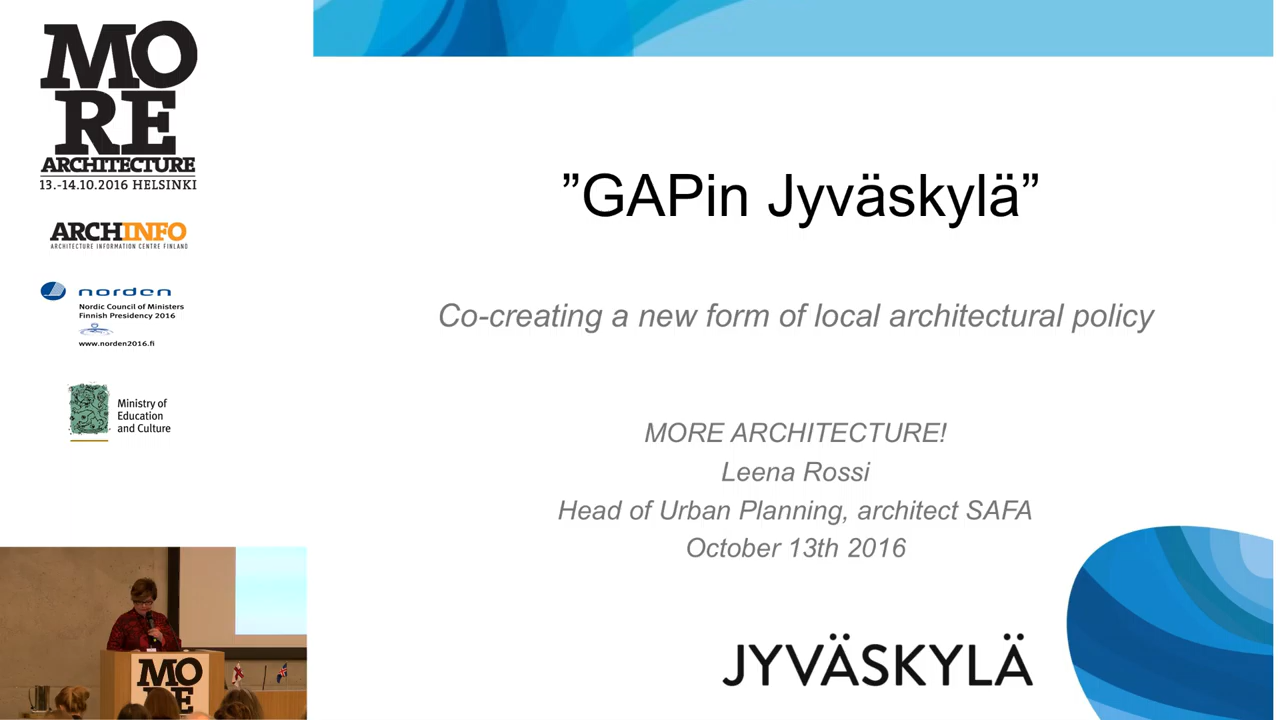 MO
RE
ARCHITECTURE
13.-14.10.2016 HELSINKI
ARCHINFO
ARCHITECTURE INFORMATION CENTRE FINLAND
norden
Nordic Council of Ministers
Finnish Presidency 2016
www.norden2016.fi
Ministry of
Education
and Culture
”GAPin Jyväskylä”
Co-creating a new form of local architectural policy
MORE ARCHITECTURE!
Leena Rossi
Head of Urban Planning, architect SAFA
October 13th 2016
JYVÄSKYLÄ
MO
RE